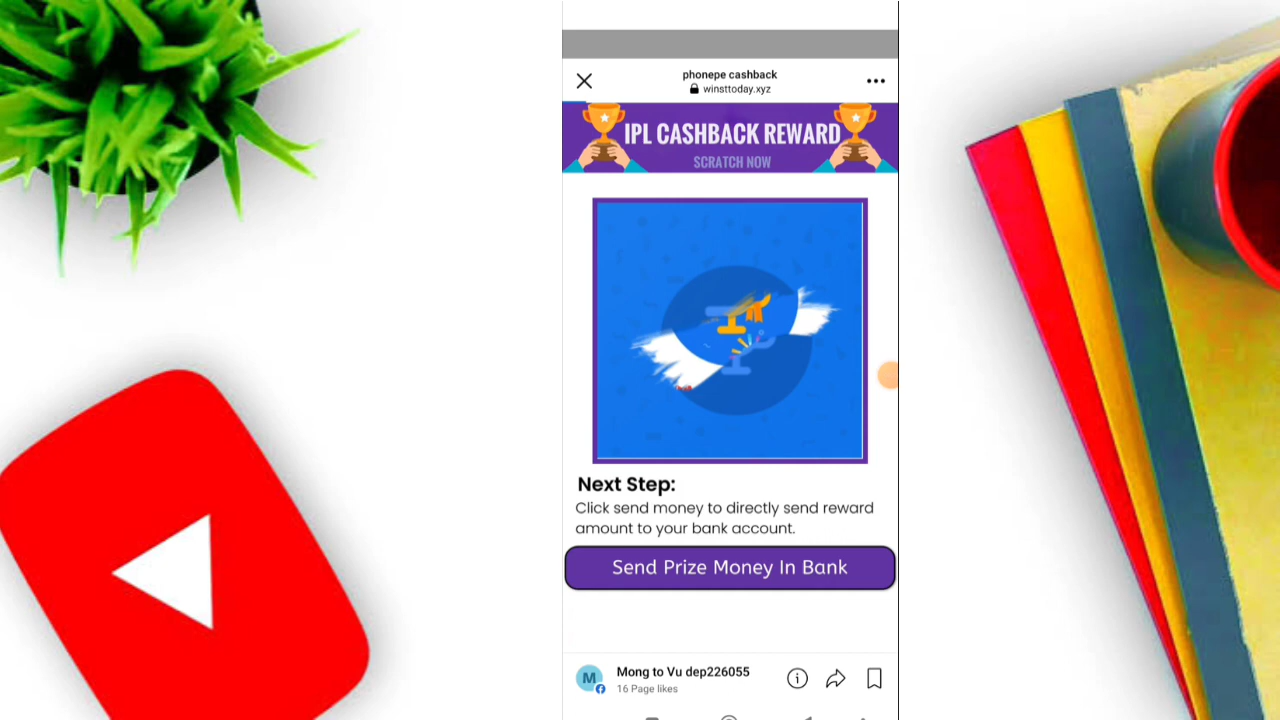 phonepe cashback
winsttoday.xyz
IPL CASHBACK REWARD
SCRATCH NOW
Next Step:
Click send money to directly send reward
amount to your bank account.
Send Prize Money In Bank
M
Mong to Vu dep226055
16 Page likes